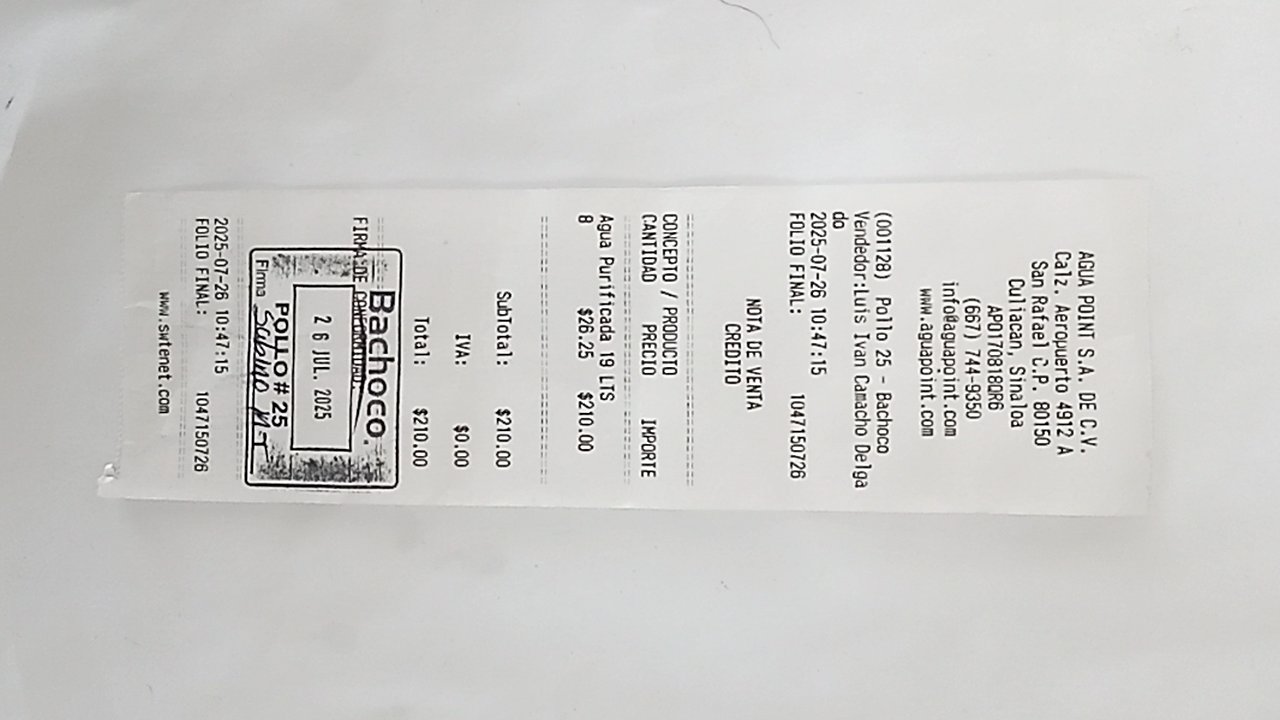 AGUA POINT S.A. DE C.V.
Calz. Aeropuerto 4912 A
San Rafael C.P. 80150
Culiacan, Sinaloa
APO170818QR6
(667) 744-9350
info@aguapoint.com
www.aguapoint.com
(001128) Pollo 25 - Bachoco
Vendedor:Luis Ivan Camacho Delga
do
2025-07-26 10:47:15
FOLIO FINAL: 1047150726
NOTA DE VENTA
CREDITO
CONCEPTO / PRODUCTO
CANTIDAD PRECIO IMPORTE
Agua Purificada 19 LTS
8 $26.25 $210.00
SubTotal: $210.00
IVA: $0.00
Total: $210.00
Bachoco.
FIRMA DE CONFORMIDAD:
26 JUL. 2025
POLLO # 25
Firma
2025-07-26 10:47:15
FOLIO FINAL: 1047150726
www.swtenet.com